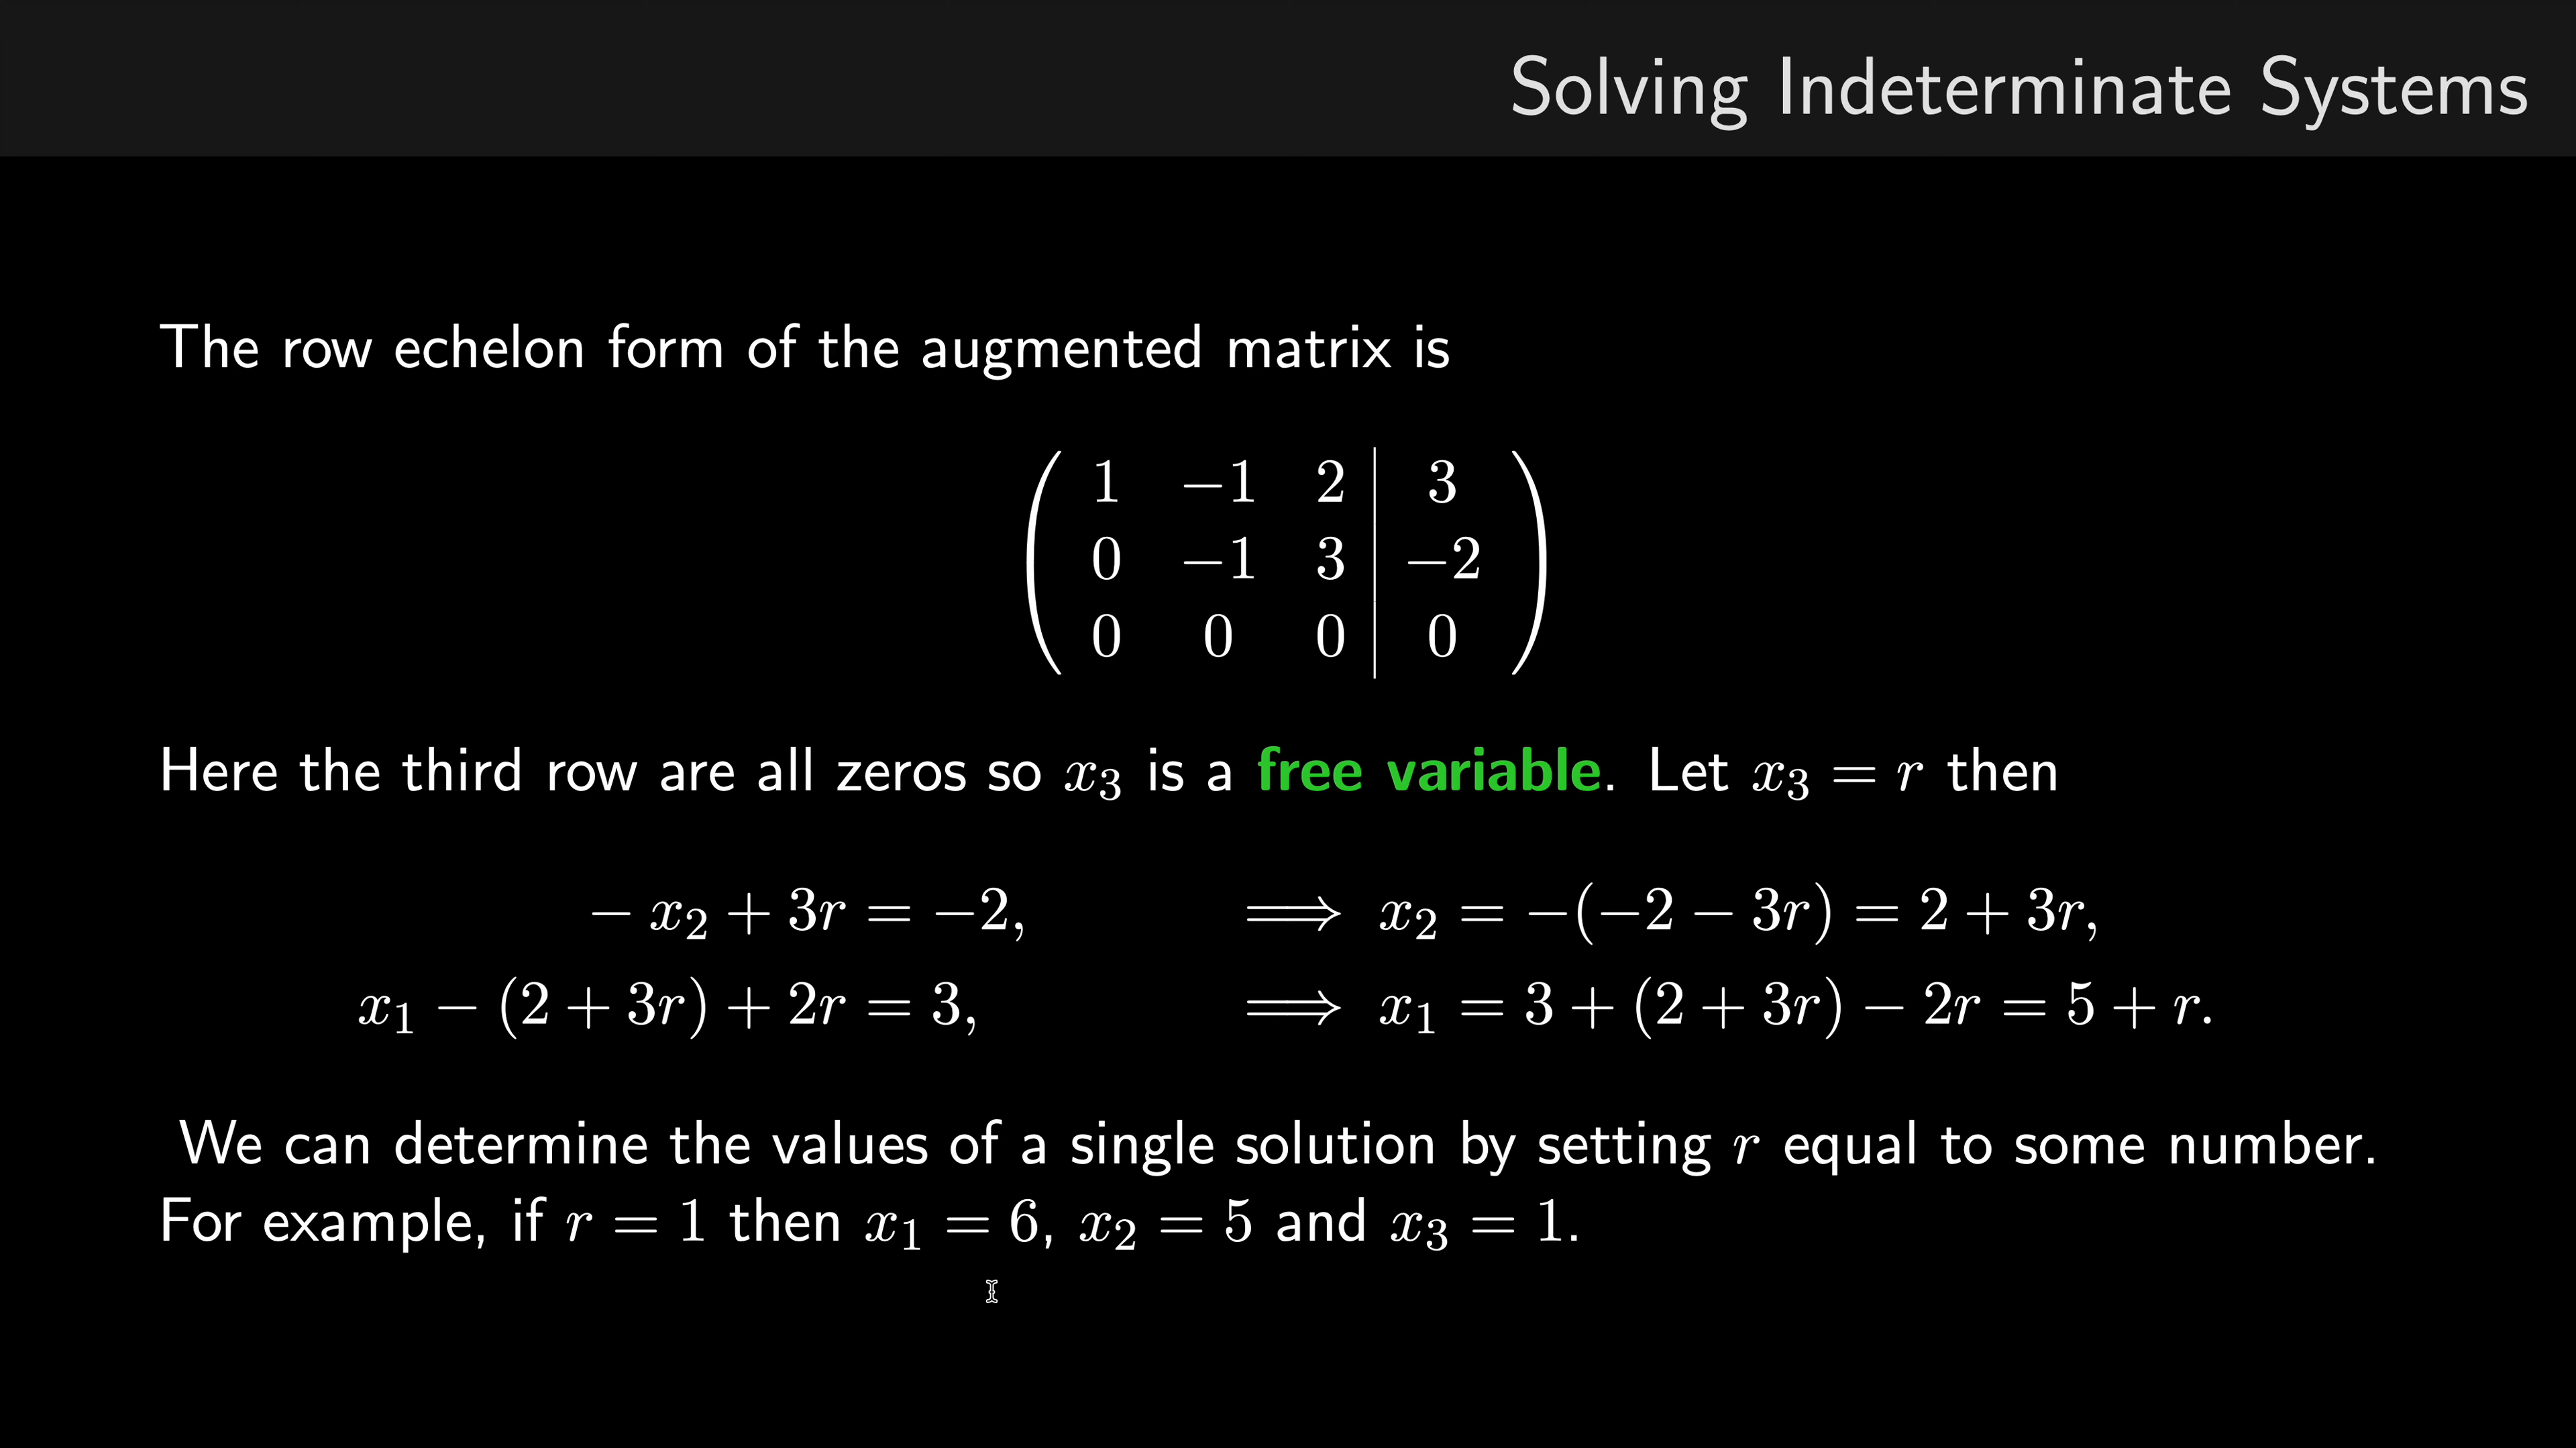 Solving Indeterminate Systems
The row echelon form of the augmented matrix is
1 −1 2 | 3
0 −1 3 | −2
0 0 0 | 0
Here the third row are all zeros so x₃ is a free variable. Let x₃ = r then
− x₂ + 3r = −2, ⟹ x₂ = −(−2 − 3r) = 2 + 3r,
x₁ − (2 + 3r) + 2r = 3, ⟹ x₁ = 3 + (2 + 3r) − 2r = 5 + r.
We can determine the values of a single solution by setting r equal to some number.
For example, if r = 1 then x₁ = 6, x₂ = 5 and x₃ = 1.